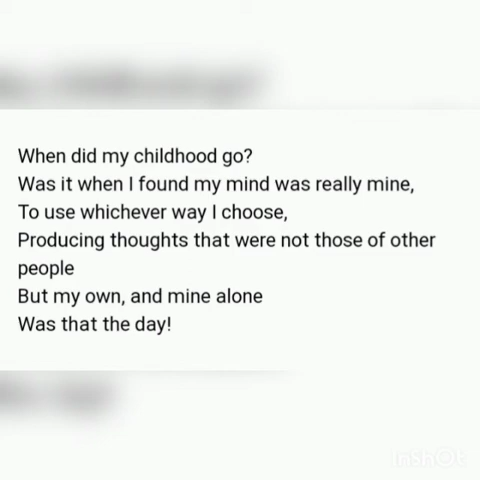 When did my childhood go?
Was it when I found my mind was really mine,
To use whichever way I choose,
Producing thoughts that were not those of other
people
But my own, and mine alone
Was that the day!
InShOt